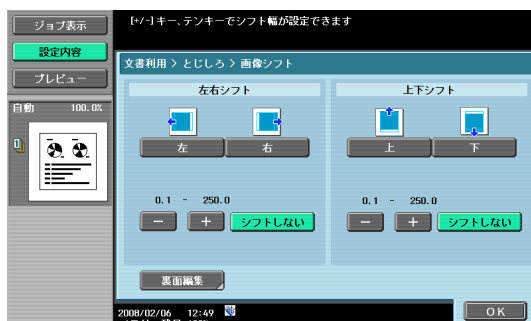 ジョブ表示
[+/-]キー、テンキーでシフト幅が設定できます
設定内容
プレビュー
文書利用 > とじしろ > 画像シフト
自動 100.0%
左右シフト
上下シフト
左
右
上
下
0.1 - 250.0
0.1 - 250.0
－
＋
シフトしない
－
＋
シフトしない
裏面編集
2008/02/06 12:49
OK